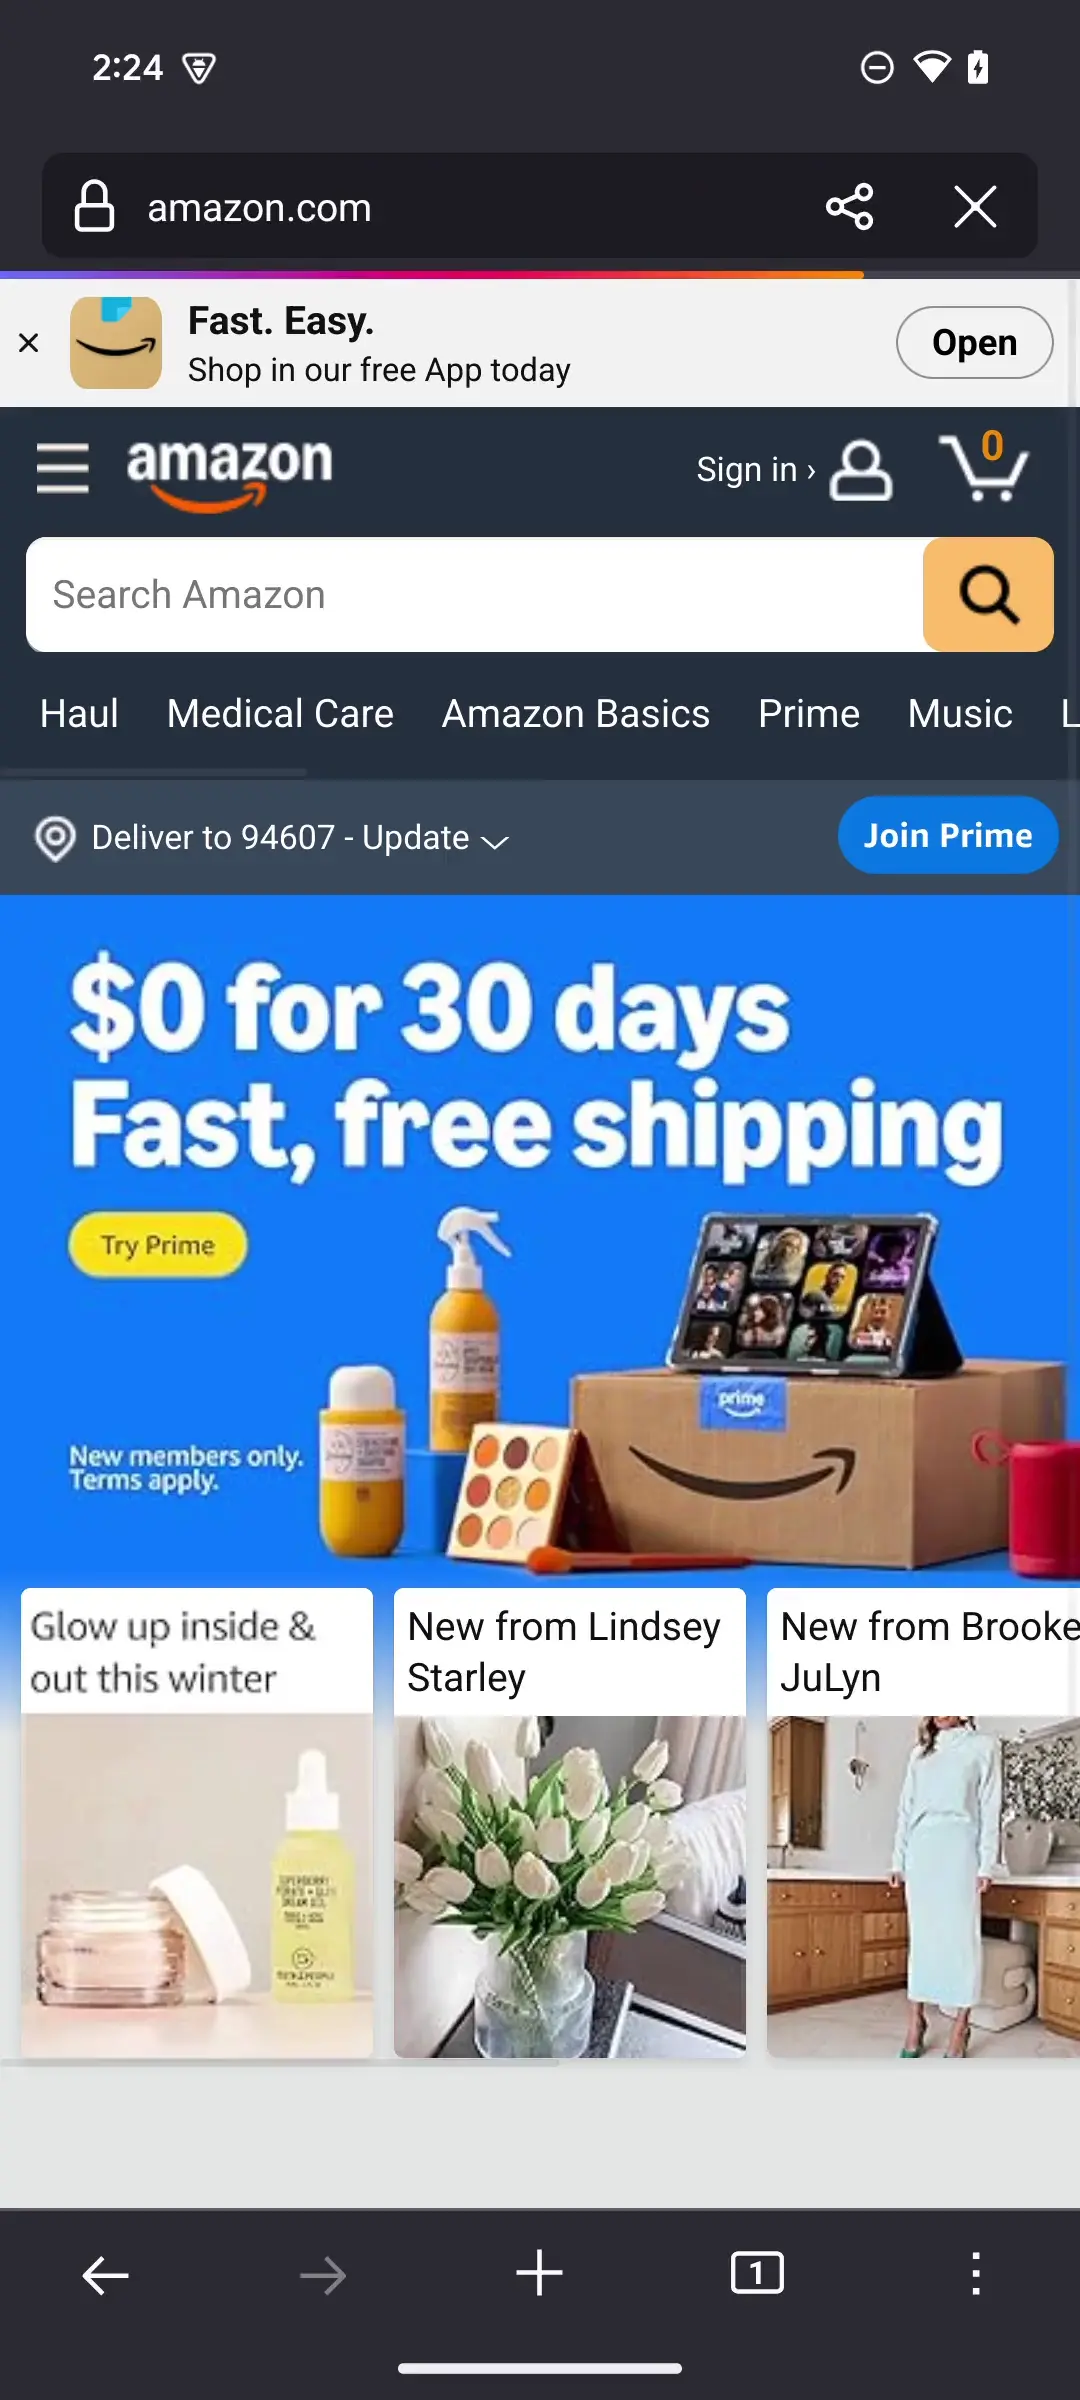 2:24
amazon.com
Fast. Easy.
Shop in our free App today
Open
amazon
Sign in ›
0
Search Amazon
Haul
Medical Care
Amazon Basics
Prime
Music
L
Deliver to 94607 - Update
Join Prime
$0 for 30 days
Fast, free shipping
Try Prime
prime
New members only.
Terms apply.
Glow up inside &
out this winter
New from Lindsey
Starley
New from Brooke
JuLyn
1